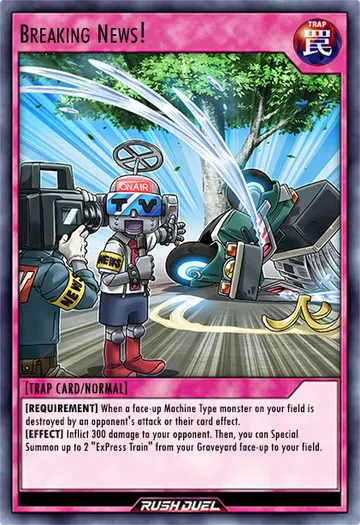 Breaking News!
TRAP
罠
ON AIR
TV
NEWS
NEWS
[TRAP CARD/NORMAL]
[REQUIREMENT] When a face-up Machine Type monster on your field is
destroyed by an opponent's attack or their card effect.
[EFFECT] Inflict 300 damage to your opponent. Then, you can Special
Summon up to 2 "ExPress Train" from your Graveyard face-up to your field.
RUSH DUEL